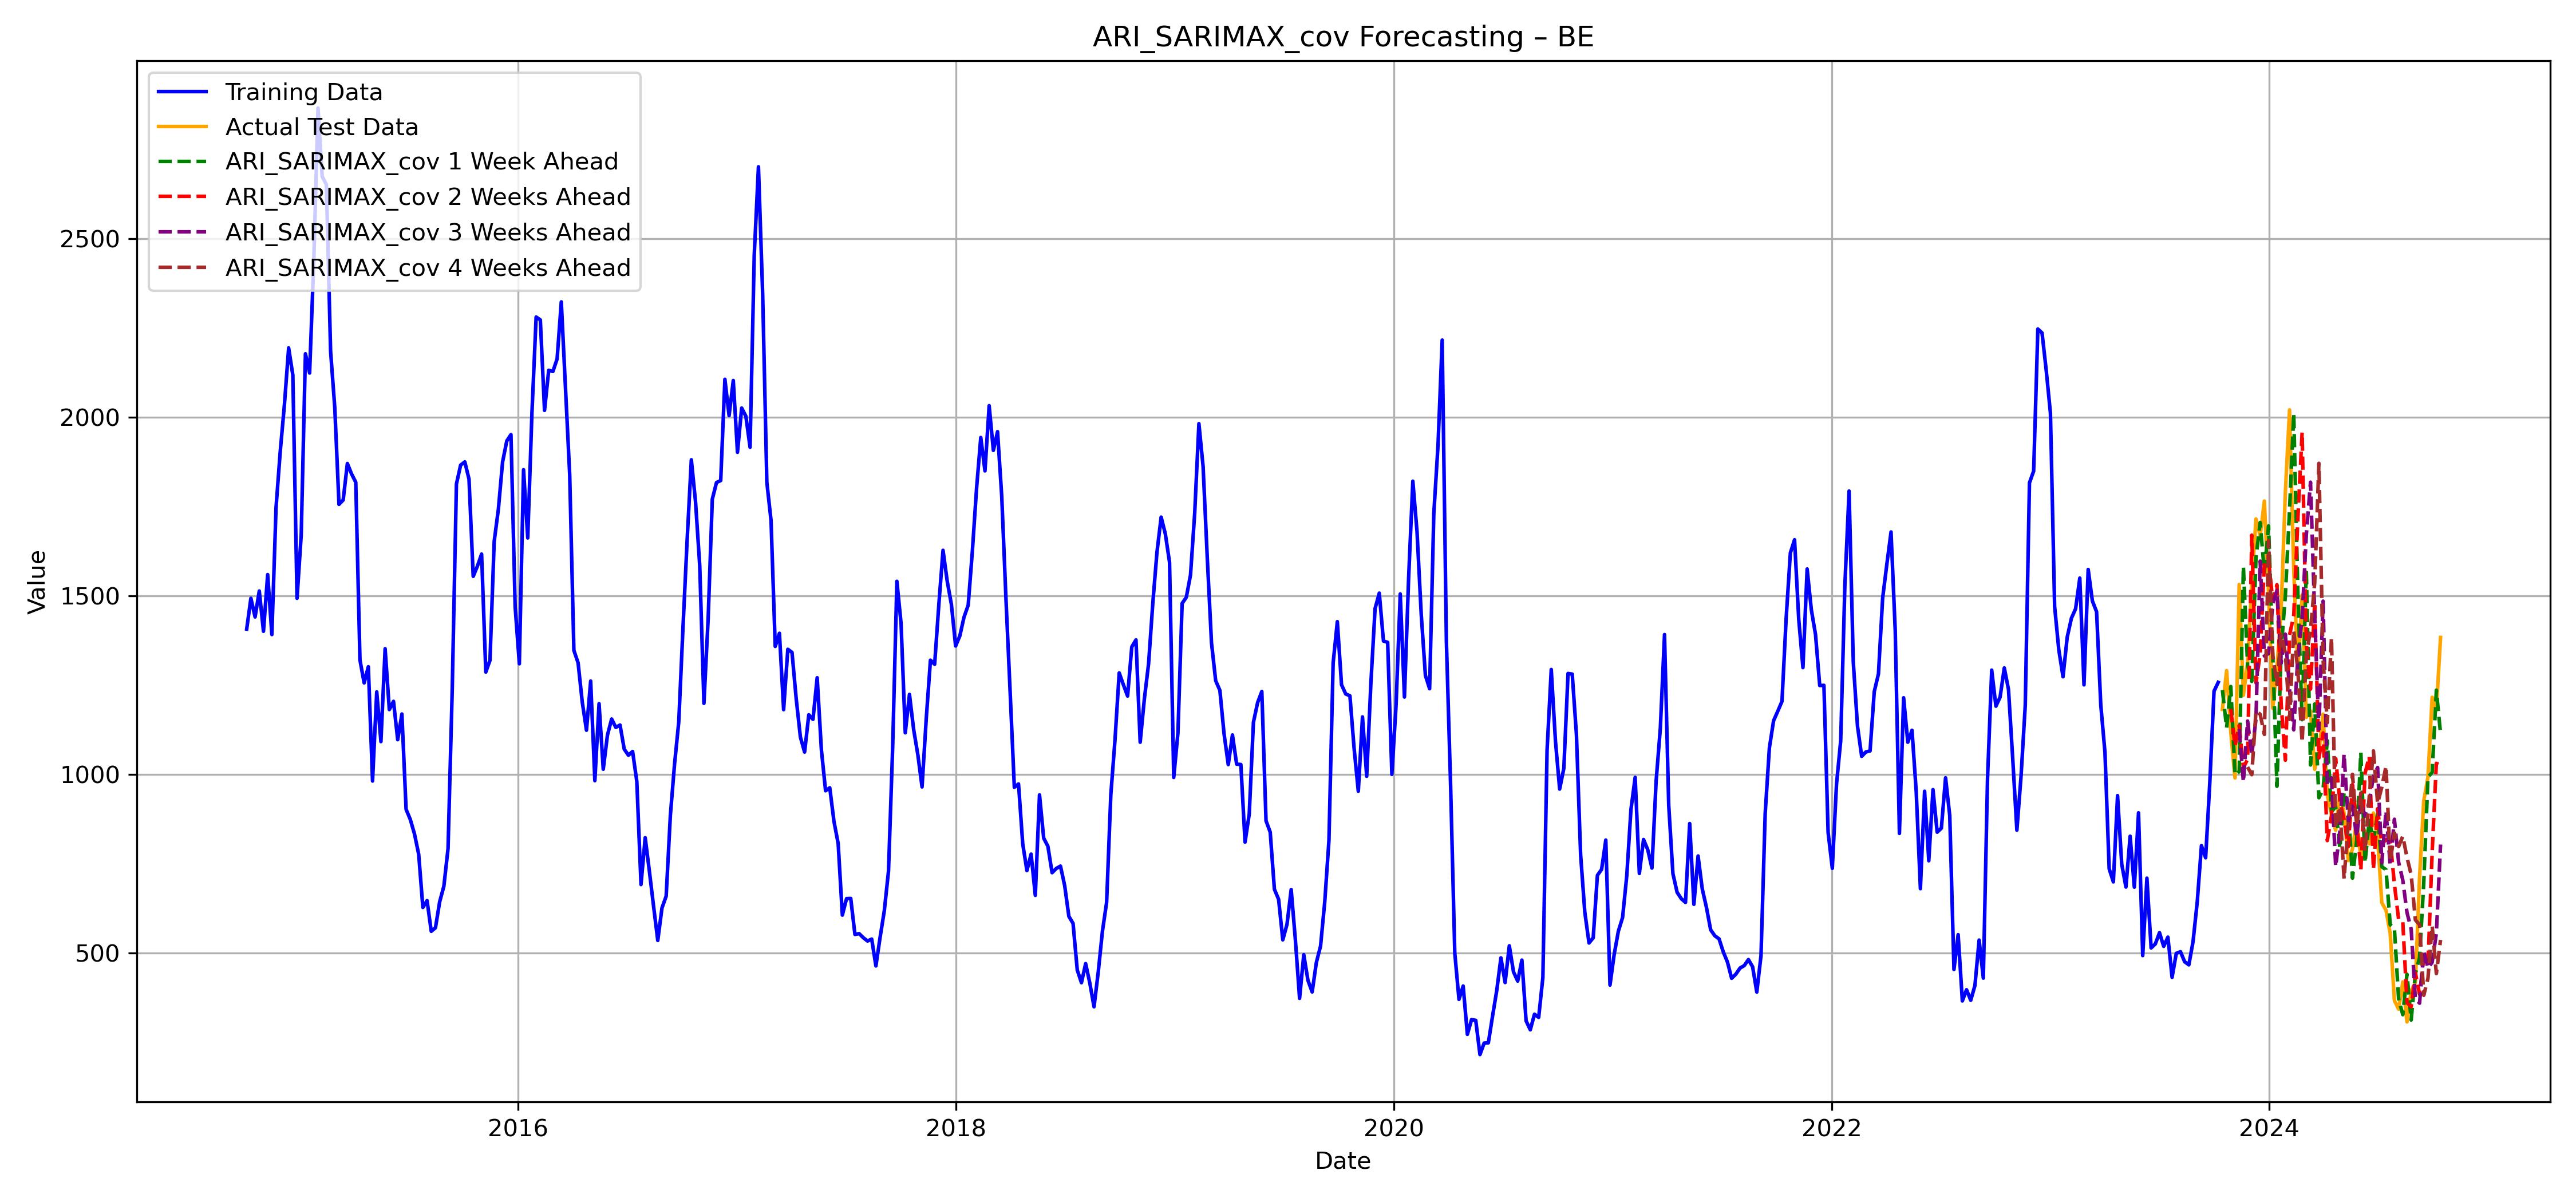 ARI_SARIMAX_cov Forecasting – BE
Training Data
Actual Test Data
ARI_SARIMAX_cov 1 Week Ahead
ARI_SARIMAX_cov 2 Weeks Ahead
ARI_SARIMAX_cov 3 Weeks Ahead
ARI_SARIMAX_cov 4 Weeks Ahead
Value
2500
2000
1500
1000
500
2016
2018
2020
2022
2024
Date